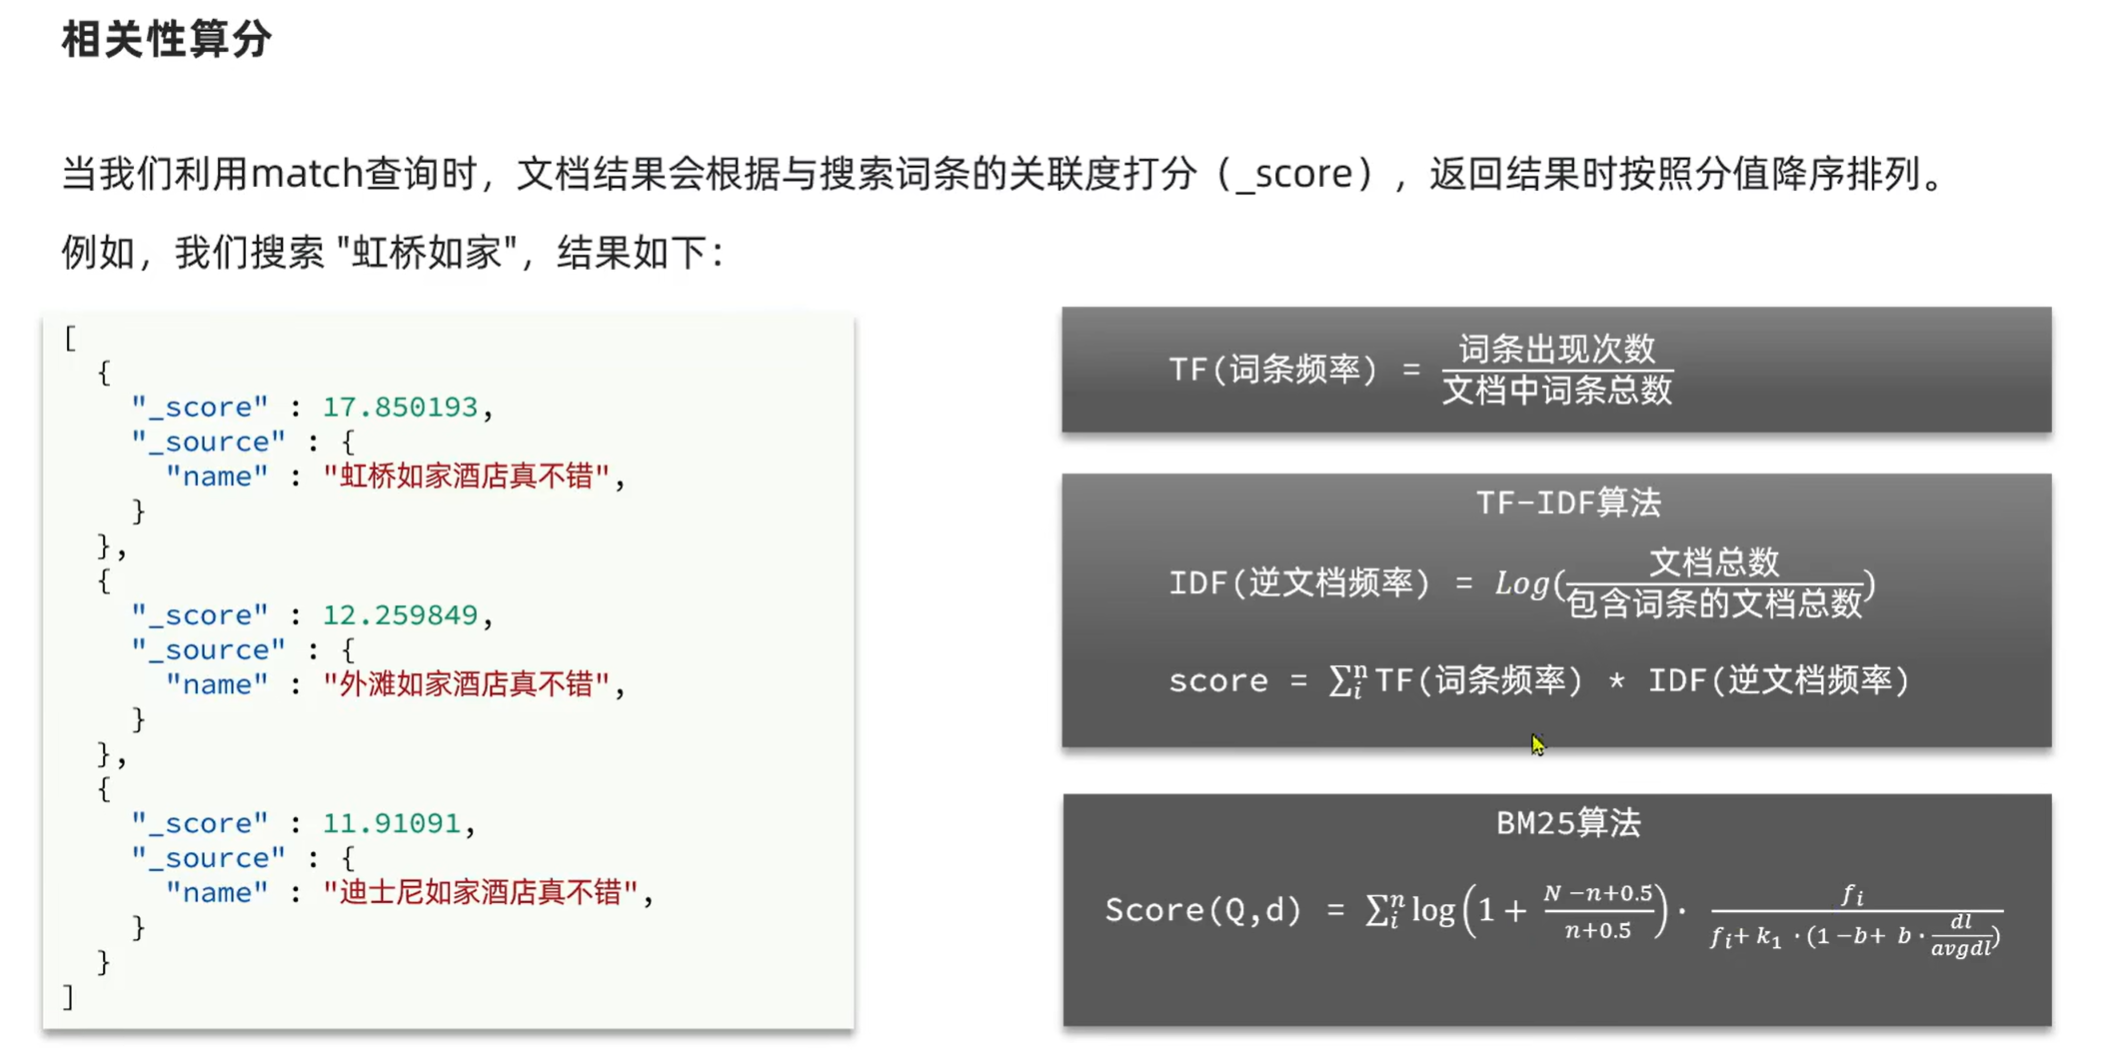 相关性算分
当我们利用match查询时，文档结果会根据与搜索词条的关联度打分（_score），返回结果时按照分值降序排列。
例如，我们搜索 "虹桥如家"，结果如下：
[
  {
    "_score" : 17.850193,
    "_source" : {
      "name" : "虹桥如家酒店真不错",
    }
  },
  {
    "_score" : 12.259849,
    "_source" : {
      "name" : "外滩如家酒店真不错",
    }
  },
  {
    "_score" : 11.91091,
    "_source" : {
      "name" : "迪士尼如家酒店真不错",
    }
  }
]
TF(词条频率) = 词条出现次数 / 文档中词条总数
TF-IDF算法
IDF(逆文档频率) = Log(文档总数 / 包含词条的文档总数)
score = ∑ᵢⁿ TF(词条频率) * IDF(逆文档频率)
BM25算法
Score(Q,d) = ∑ᵢⁿ log(1 + (N - n + 0.5) / (n + 0.5)) · fᵢ / (fᵢ + k₁ · (1 - b + b · dl / avgdl))